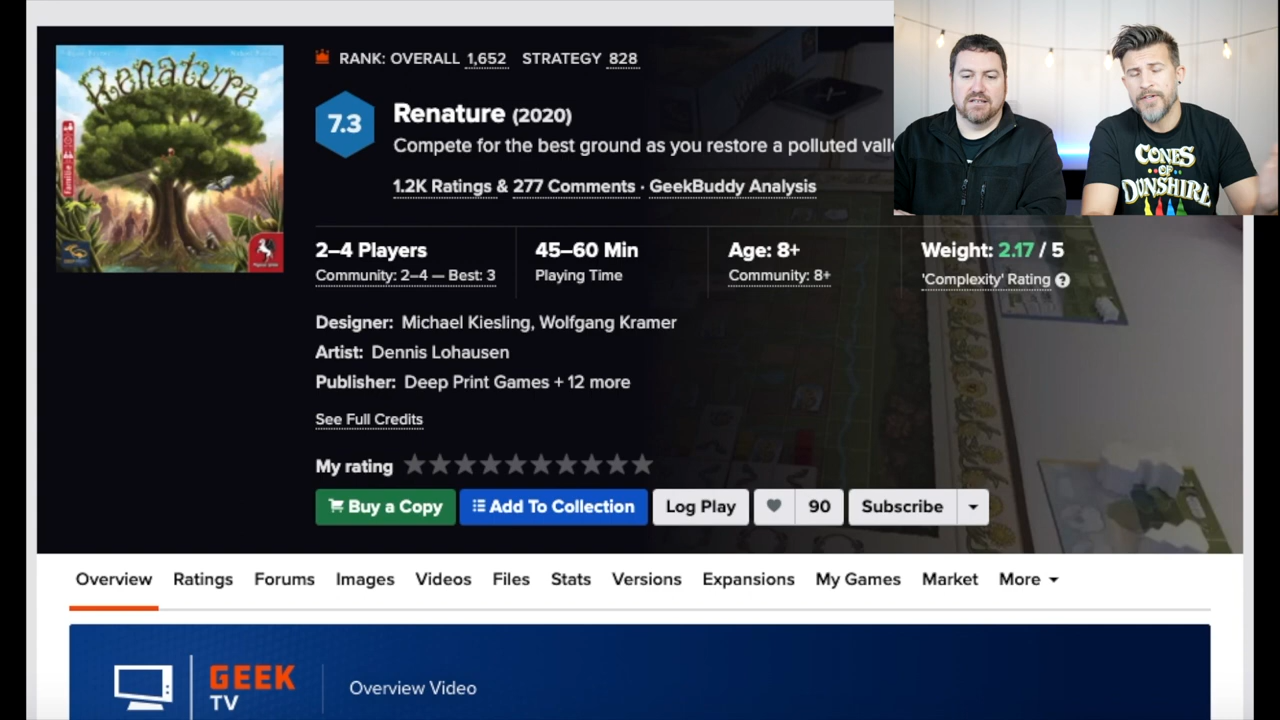 Renature
RANK: OVERALL 1,652 STRATEGY 828
7.3
Renature (2020)
Compete for the best ground as you restore a polluted vall
1.2K Ratings & 277 Comments · GeekBuddy Analysis
2–4 Players
Community: 2–4 — Best: 3
45–60 Min
Playing Time
Age: 8+
Community: 8+
Weight: 2.17 / 5
'Complexity' Rating ?
Designer: Michael Kiesling, Wolfgang Kramer
Artist: Dennis Lohausen
Publisher: Deep Print Games + 12 more
See Full Credits
My rating
Buy a Copy
Add To Collection
Log Play
90
Subscribe
Overview Ratings Forums Images Videos Files Stats Versions Expansions My Games Market More
GEEK
TV
Overview Video
CONES
OF
DUNSHIRE